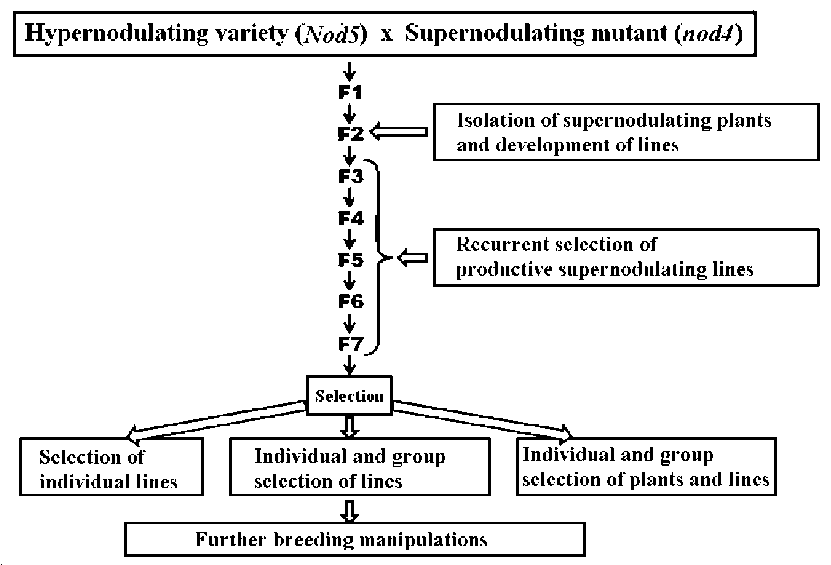 Hypernodulating variety (Nod5) x Supernodulating mutant (nod4)
F1
F2
Isolation of supernodulating plants
and development of lines
F3
F4
F5
F6
F7
Recurrent selection of
productive supernodulating lines
Selection
Selection of
individual lines
Individual and group
selection of lines
Individual and group
selection of plants and lines
Further breeding manipulations